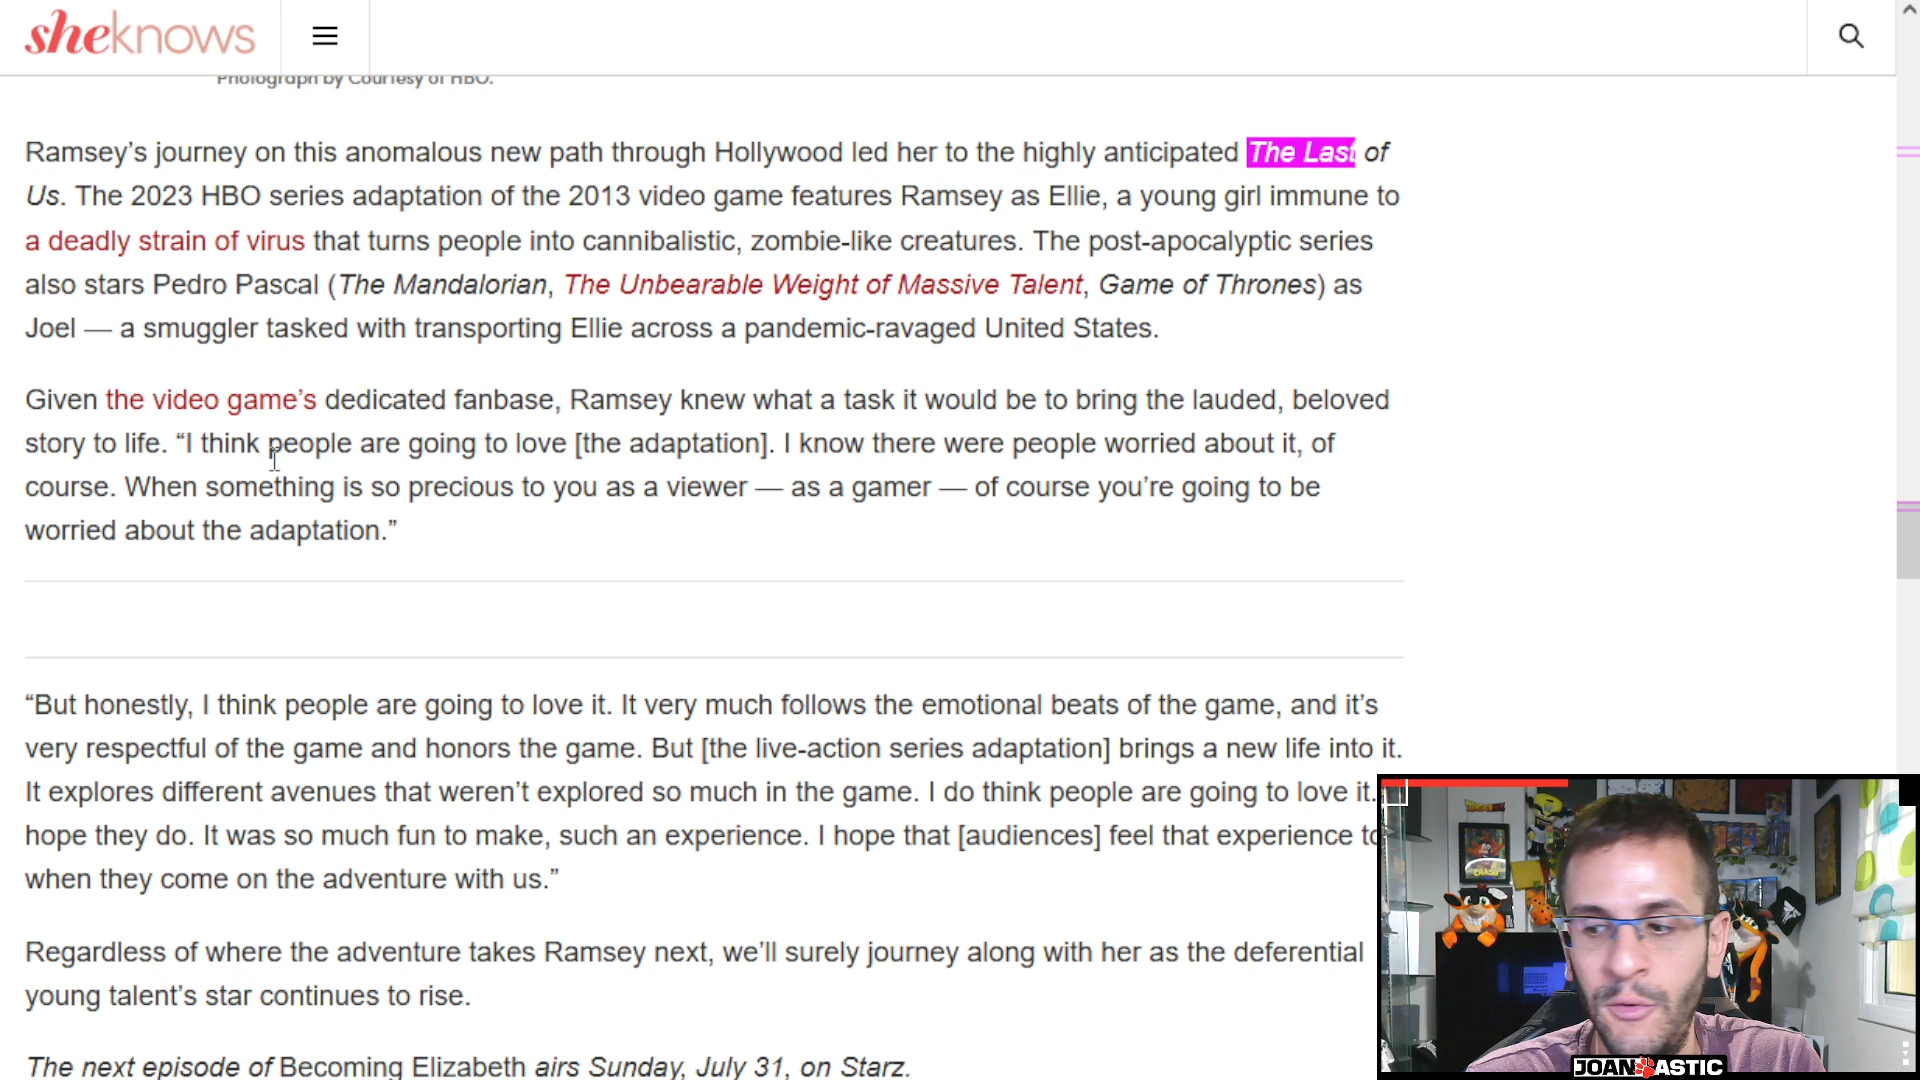 sheknows
Photograph by Courtesy of HBO.
Ramsey’s journey on this anomalous new path through Hollywood led her to the highly anticipated The Last of
Us. The 2023 HBO series adaptation of the 2013 video game features Ramsey as Ellie, a young girl immune to
a deadly strain of virus that turns people into cannibalistic, zombie-like creatures. The post-apocalyptic series
also stars Pedro Pascal (The Mandalorian, The Unbearable Weight of Massive Talent, Game of Thrones) as
Joel — a smuggler tasked with transporting Ellie across a pandemic-ravaged United States.
Given the video game’s dedicated fanbase, Ramsey knew what a task it would be to bring the lauded, beloved
story to life. “I think people are going to love [the adaptation]. I know there were people worried about it, of
course. When something is so precious to you as a viewer — as a gamer — of course you’re going to be
worried about the adaptation.”
“But honestly, I think people are going to love it. It very much follows the emotional beats of the game, and it’s
very respectful of the game and honors the game. But [the live-action series adaptation] brings a new life into it.
It explores different avenues that weren’t explored so much in the game. I do think people are going to love it.
hope they do. It was so much fun to make, such an experience. I hope that [audiences] feel that experience
when they come on the adventure with us.”
Regardless of where the adventure takes Ramsey next, we’ll surely journey along with her as the deferential
young talent’s star continues to rise.
The next episode of Becoming Elizabeth airs Sunday, July 31, on Starz.
CRASH
JOANTASTIC